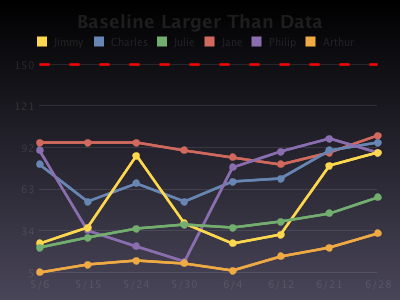 Baseline Larger Than Data
Jimmy Charles Julie Jane Philip Arthur
150
121
92
63
34
5
5/6 5/15 5/24 5/30 6/4 6/12 6/21 6/28